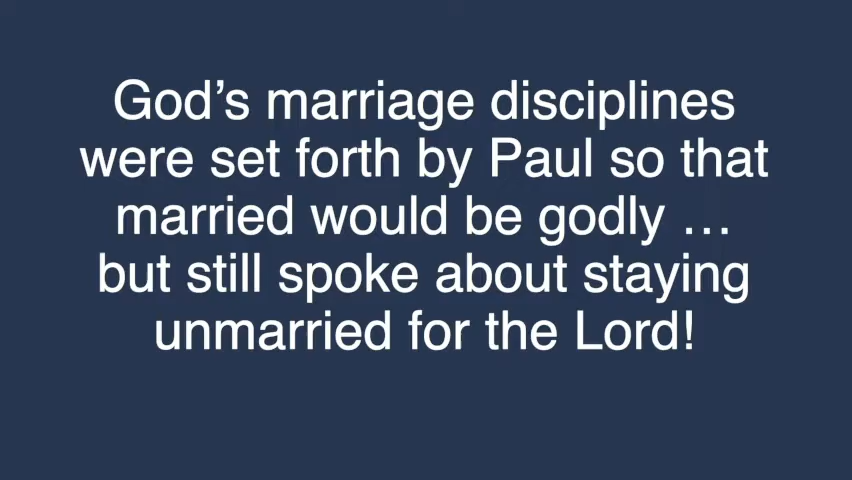 God’s marriage disciplines
were set forth by Paul so that
married would be godly …
but still spoke about staying
unmarried for the Lord!